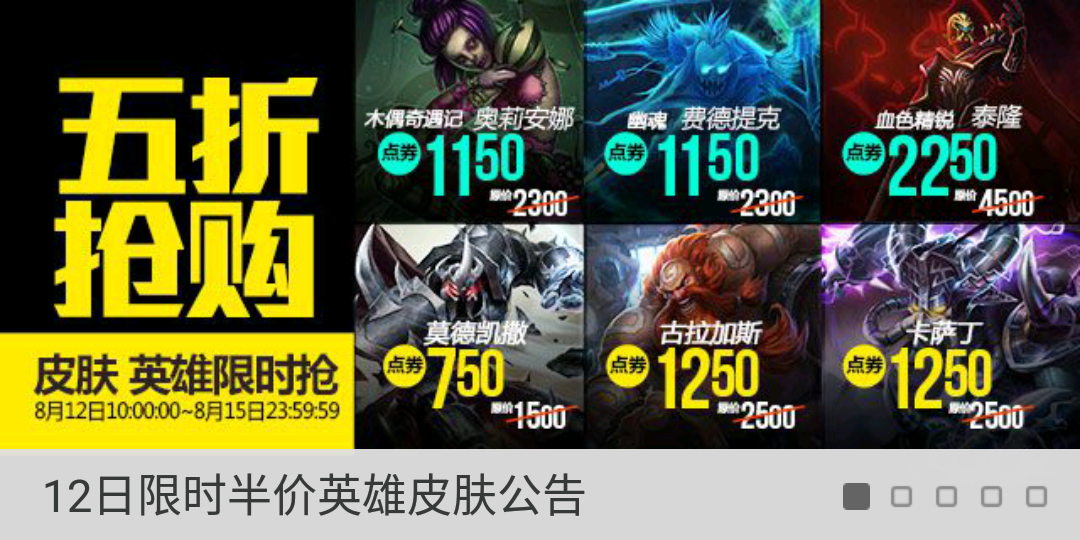 五折
抢购
皮肤 英雄限时抢
8月12日10:00:00~8月15日23:59:59
木偶奇遇记 奥莉安娜
点券 1150
原价 2300
幽魂 费德提克
点券 1150
原价 2300
血色精锐 泰隆
点券 2250
原价 4500
莫德凯撒
点券 750
原价 1500
古拉加斯
点券 1250
原价 2500
卡萨丁
点券 1250
原价 2500
12日限时半价英雄皮肤公告